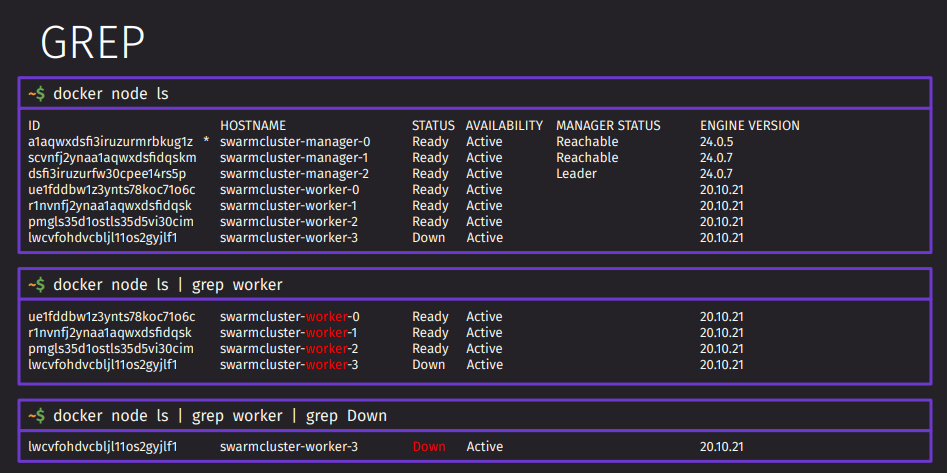 GREP
~$ docker node ls
ID HOSTNAME STATUS AVAILABILITY MANAGER STATUS ENGINE VERSION
a1aqwxdsfi3iruzurmrbkug1z * swarmcluster-manager-0 Ready Active Reachable 24.0.5
scvnfj2ynaa1aqwxdsfidqskm swarmcluster-manager-1 Ready Active Reachable 24.0.7
dsfi3iruzurfw30cpee14rs5p swarmcluster-manager-2 Ready Active Leader 24.0.7
ue1fddbw1z3ynts78koc71o6c swarmcluster-worker-0 Ready Active 20.10.21
r1nvnfj2ynaa1aqwxdsfidqsk swarmcluster-worker-1 Ready Active 20.10.21
pmgls35d1ostls35d5vi30cim swarmcluster-worker-2 Ready Active 20.10.21
lwcvfohdvcbljl11os2gyjlf1 swarmcluster-worker-3 Down Active 20.10.21
~$ docker node ls | grep worker
ue1fddbw1z3ynts78koc71o6c swarmcluster-worker-0 Ready Active 20.10.21
r1nvnfj2ynaa1aqwxdsfidqsk swarmcluster-worker-1 Ready Active 20.10.21
pmgls35d1ostls35d5vi30cim swarmcluster-worker-2 Ready Active 20.10.21
lwcvfohdvcbljl11os2gyjlf1 swarmcluster-worker-3 Down Active 20.10.21
~$ docker node ls | grep worker | grep Down
lwcvfohdvcbljl11os2gyjlf1 swarmcluster-worker-3 Down Active 20.10.21